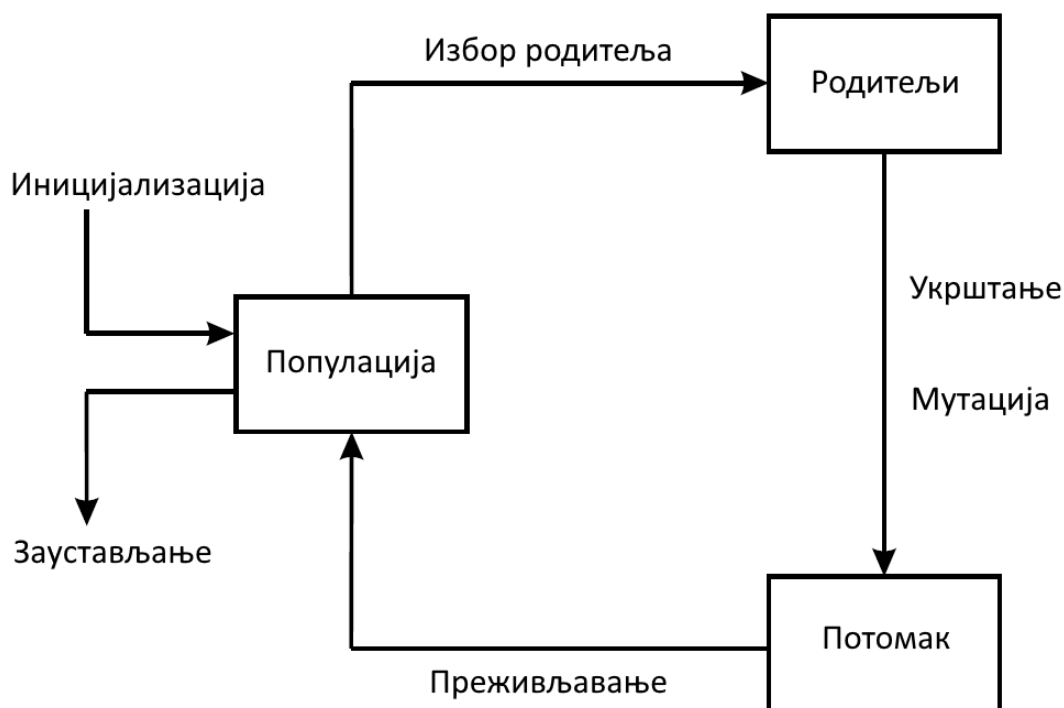 Избор родитеља
Родитељи
Иницијализација
Укрштање
Популација
Мутација
Заустављање
Потомак
Преживљавање